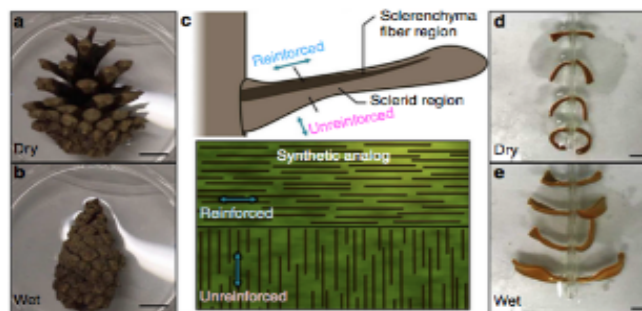 a
Dry
b
Wet
c
Sclerenchyma
fiber region
Reinforced
Sclerid region
Unreinforced
Synthetic analog
Reinforced
Unreinforced
d
Dry
e
Wet